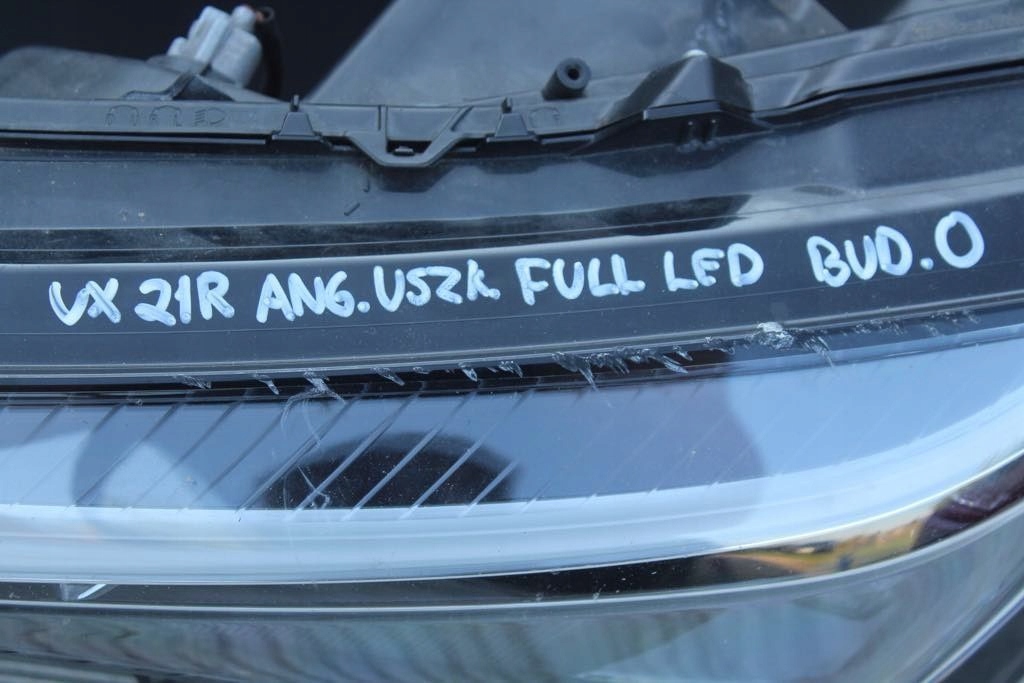 VX 21R ANG. USZK. FULL LED BUD. O